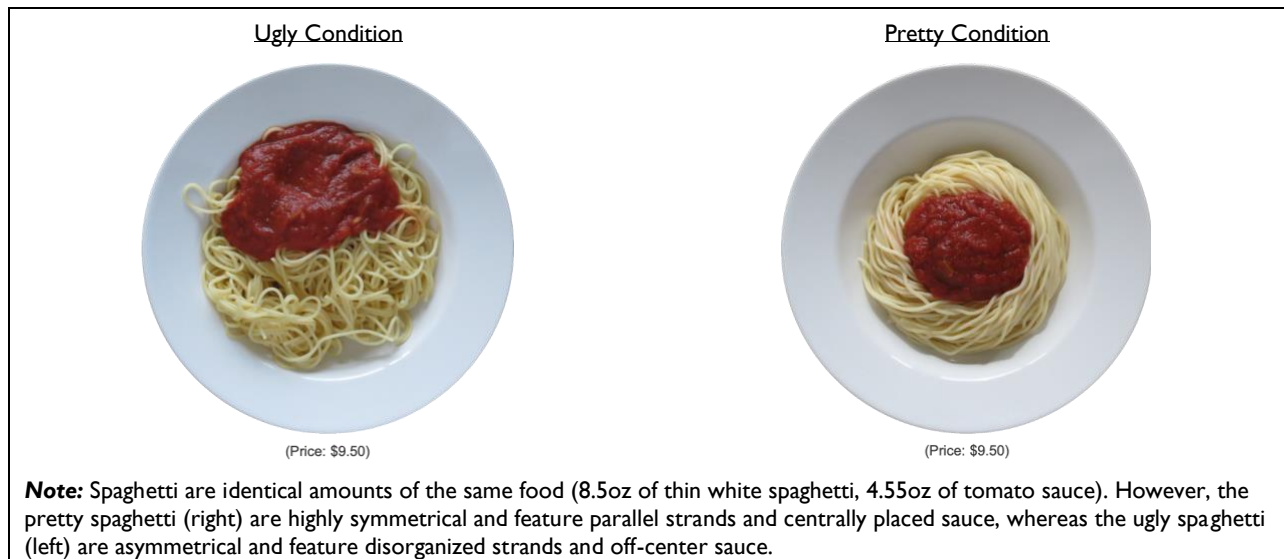 Ugly Condition
Pretty Condition
(Price: $9.50)
(Price: $9.50)
Note: Spaghetti are identical amounts of the same food (8.5oz of thin white spaghetti, 4.55oz of tomato sauce). However, the
pretty spaghetti (right) are highly symmetrical and feature parallel strands and centrally placed sauce, whereas the ugly spaghetti
(left) are asymmetrical and feature disorganized strands and off-center sauce.